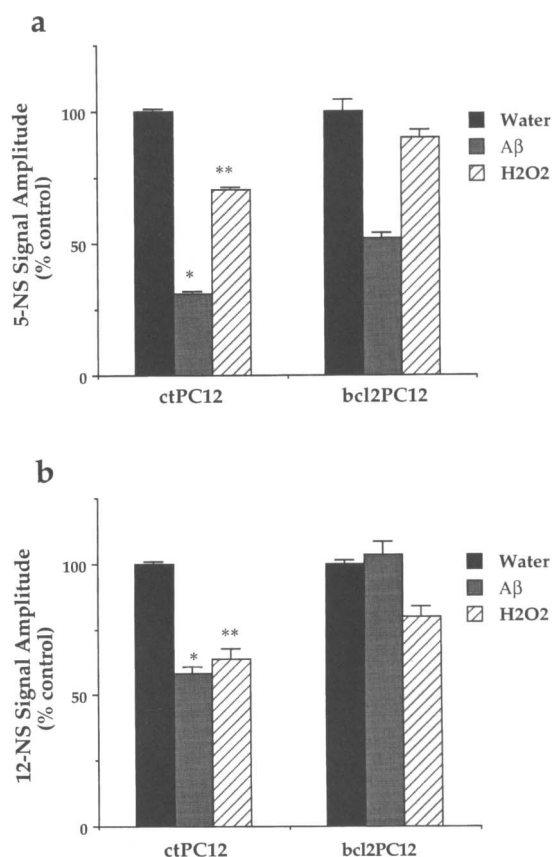 a
5-NS Signal Amplitude
(% control)
100
50
0
**
*
Water
Aβ
H2O2
ctPC12
bcl2PC12
b
12-NS Signal Amplitude
(% control)
100
50
0
*
**
Water
Aβ
H2O2
ctPC12
bcl2PC12